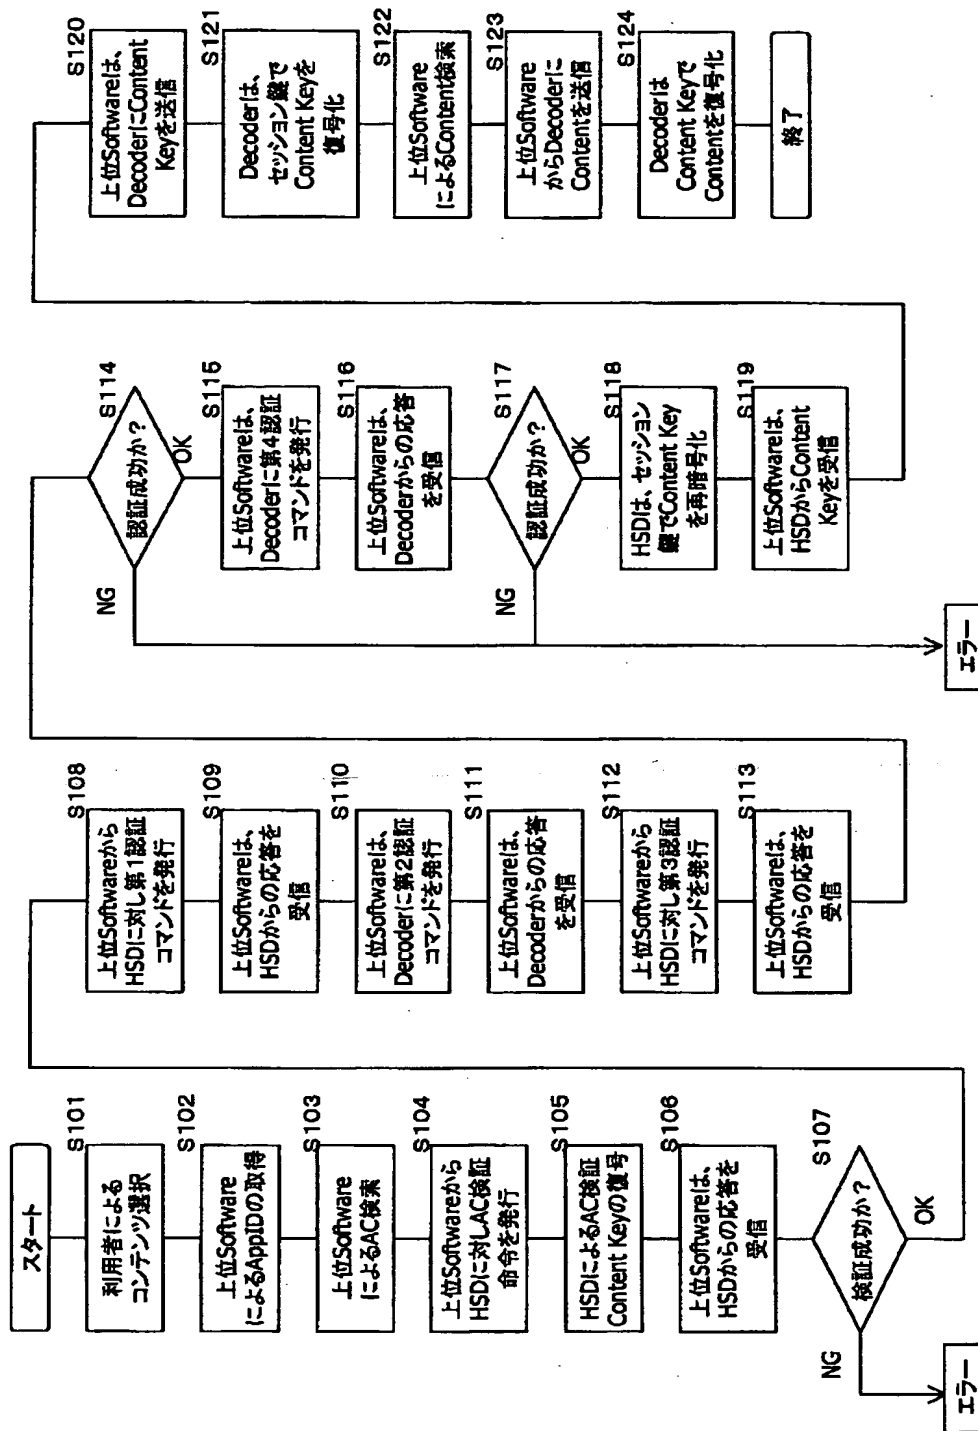 スタート
S101
利用者による
コンテンツ選択
S102
上位Software
によるAppIDの取得
S103
上位Software
によるAC検索
S104
上位Softwareから
HSDに対しAC検証
命令を発行
S105
HSDによるAC検証
Content Keyの復号
S106
上位Softwareは、
HSDからの応答を
受信
S107
検証成功か?
NG
OK
エラー
S108
上位Softwareから
HSDに対し第1認証
コマンドを発行
S109
上位Softwareは、
HSDからの応答を
受信
S110
上位Softwareは、
Decoderに第2認証
コマンドを発行
S111
上位Softwareは、
Decoderからの応答
を受信
S112
上位Softwareから
HSDに対し第3認証
コマンドを発行
S113
上位Softwareは、
HSDからの応答を
受信
S114
認証成功か?
NG
OK
S115
上位Softwareは、
Decoderに第4認証
コマンドを発行
S116
上位Softwareは、
Decoderからの応答
を受信
S117
認証成功か?
NG
OK
S118
HSDは、セッション
鍵でContent Key
を再暗号化
S119
上位Softwareは、
HSDからContent
Keyを受信
エラー
S120
上位Softwareは、
DecoderにContent
Keyを送信
S121
Decoderは、
セッション鍵で
Content Keyを
復号化
S122
上位Software
によるContent検索
S123
上位Software
からDecoderに
Contentを送信
S124
Decoderは
Content Keyで
Contentを復号化
終了